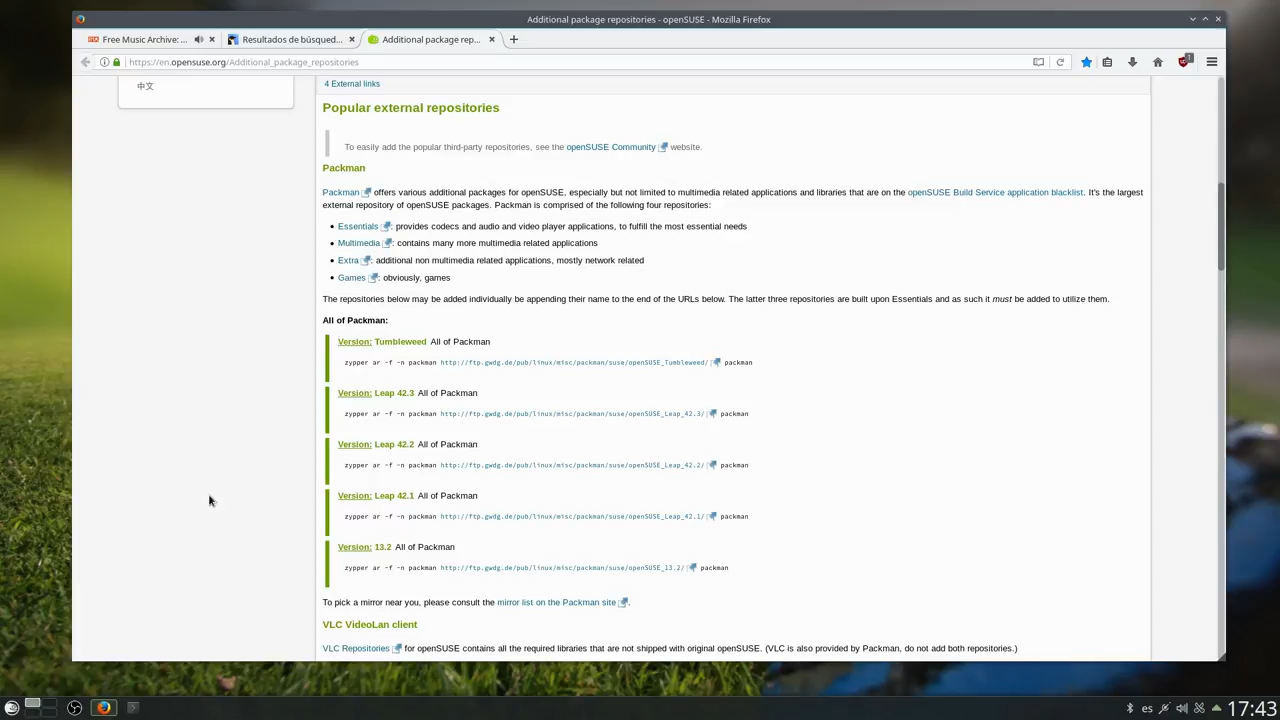 Additional package repositories - openSUSE - Mozilla Firefox
Free Music Archive: ...
Resultados de búsqued...
Additional package rep...
https://en.opensuse.org/Additional_package_repositories
1
中文
4 External links
Popular external repositories
To easily add the popular third-party repositories, see the openSUSE Community website.
Packman
Packman offers various additional packages for openSUSE, especially but not limited to multimedia related applications and libraries that are on the openSUSE Build Service application blacklist. It's the largest
external repository of openSUSE packages. Packman is comprised of the following four repositories:
Essentials : provides codecs and audio and video player applications, to fulfill the most essential needs
Multimedia : contains many more multimedia related applications
Extra : additional non multimedia related applications, mostly network related
Games : obviously, games
The repositories below may be added individually be appending their name to the end of the URLs below. The latter three repositories are built upon Essentials and as such it must be added to utilize them.
All of Packman:
Version: Tumbleweed All of Packman
zypper ar -f -n packman http://ftp.gwdg.de/pub/linux/misc/packman/suse/openSUSE_Tumbleweed/ packman
Version: Leap 42.3 All of Packman
zypper ar -f -n packman http://ftp.gwdg.de/pub/linux/misc/packman/suse/openSUSE_Leap_42.3/ packman
Version: Leap 42.2 All of Packman
zypper ar -f -n packman http://ftp.gwdg.de/pub/linux/misc/packman/suse/openSUSE_Leap_42.2/ packman
Version: Leap 42.1 All of Packman
zypper ar -f -n packman http://ftp.gwdg.de/pub/linux/misc/packman/suse/openSUSE_Leap_42.1/ packman
Version: 13.2 All of Packman
zypper ar -f -n packman http://ftp.gwdg.de/pub/linux/misc/packman/suse/openSUSE_13.2/ packman
To pick a mirror near you, please consult the mirror list on the Packman site .
VLC VideoLan client
VLC Repositories for openSUSE contains all the required libraries that are not shipped with original openSUSE. (VLC is also provided by Packman, do not add both repositories.)
es
17:43